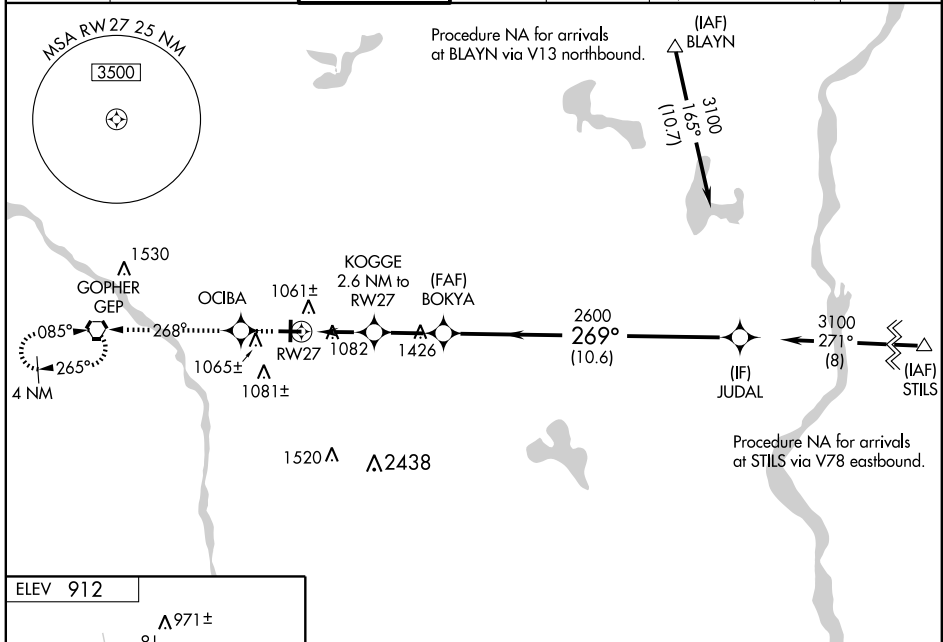 MSA RW27 25 NM
3500
Procedure NA for arrivals
at BLAYN via V13 northbound.
(IAF)
BLAYN
3100
165°
(10.7)
1530
GOPHER
GEP
OCIBA
1061±
KOGGE
2.6 NM to
RW27
(FAF)
BOKYA
085°
268°
265°
4 NM
1065±
RW27
1081±
1082
1426
2600
269°
(10.6)
(IF)
JUDAL
3100
271°
(8)
(IAF)
STILS
1520
2438
Procedure NA for arrivals
at STILS via V78 eastbound.
ELEV 912
971±